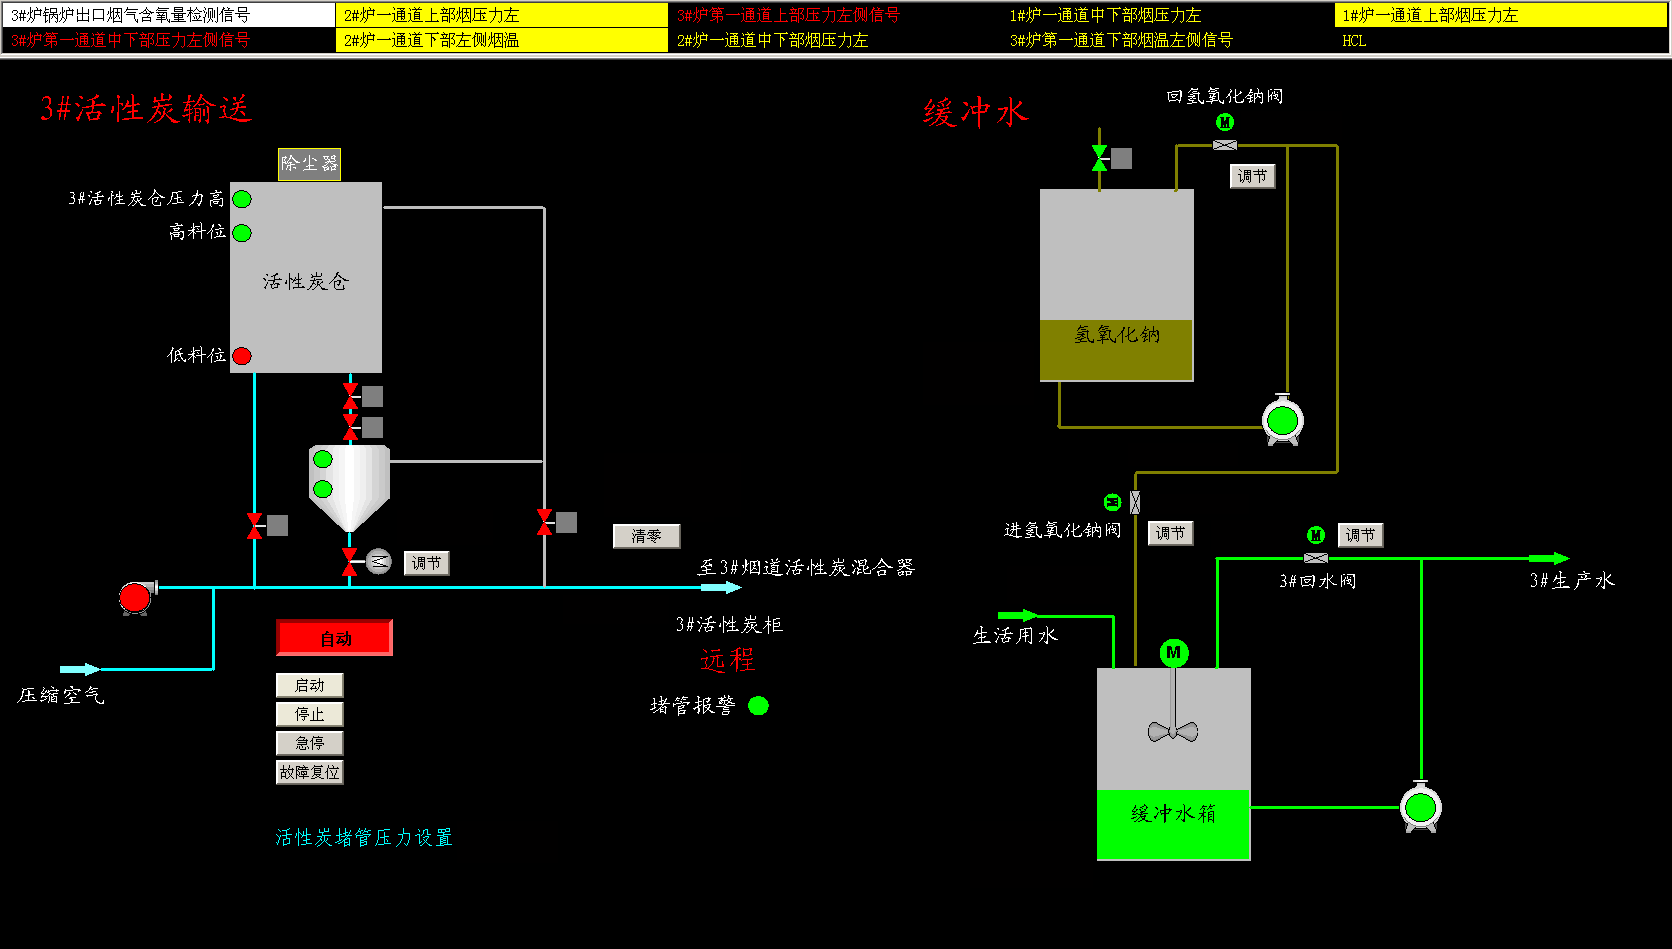 3#炉锅炉出口烟气含氧量检测信号
2#炉一通道上部烟压力左
3#炉第一通道上部压力左侧信号
1#炉一通道中下部烟压力左
1#炉一通道上部烟压力左
3#炉第一通道中下部压力左侧信号
2#炉一通道下部左侧烟温
2#炉一通道中下部烟压力左
3#炉第一通道下部烟温左侧信号
HCL
3#活性炭输送
缓冲水
回氢氧化钠阀
M
除尘器
调节
3#活性炭仓压力高
高料位
活性炭仓
氢氧化钠
低料位
M
进氢氧化钠阀
调节
M
调节
清零
M
调节
至3#烟道活性炭混合器
3#回水阀
3#生产水
3#活性炭柜
生活用水
自动
远程
M
压缩空气
启动
堵管报警
停止
急停
故障复位
缓冲水箱
活性炭堵管压力设置